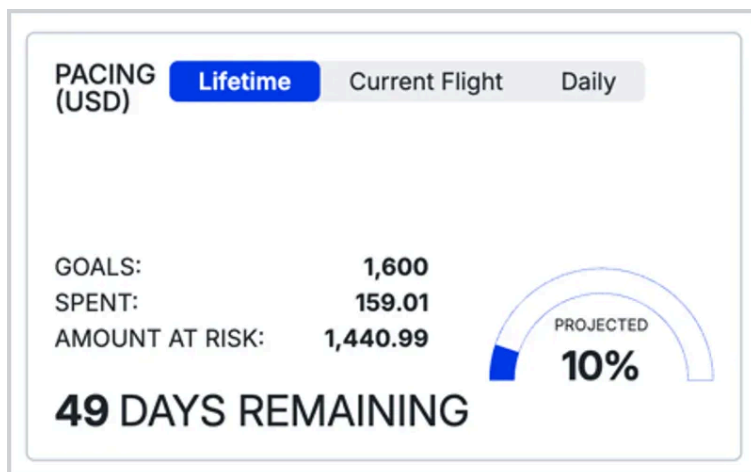 PACING
(USD)
Lifetime Current Flight Daily
GOALS: 1,600
SPENT: 159.01
AMOUNT AT RISK: 1,440.99
PROJECTED
10%
49 DAYS REMAINING